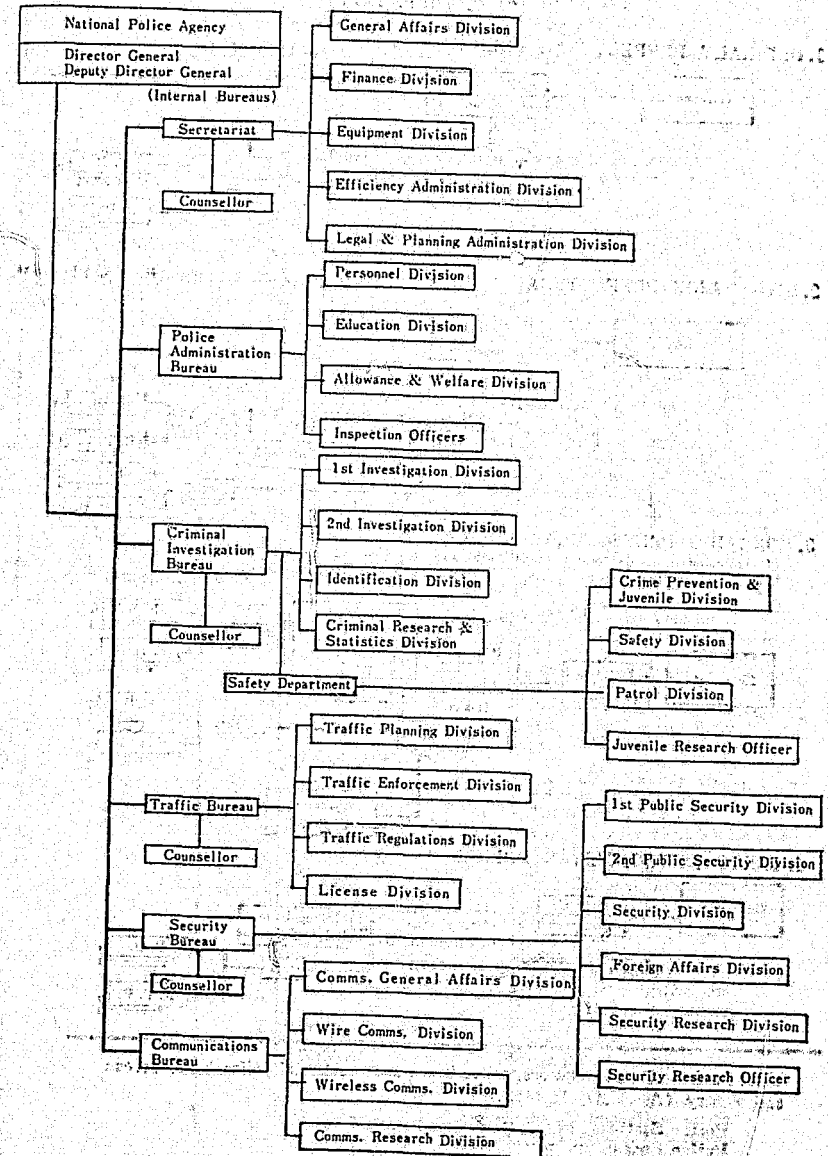 National Police Agency
Director General
Deputy Director General
(Internal Bureaus)
Secretariat
Counsellor
General Affairs Division
Finance Division
Equipment Division
Efficiency Administration Division
Legal & Planning Administration Division
Police
Administration
Bureau
Personnel Division
Education Division
Allowance & Welfare Division
Inspection Officers
Criminal
Investigation
Bureau
Counsellor
1st Investigation Division
2nd Investigation Division
Identification Division
Criminal Research &
Statistics Division
Safety Department
Crime Prevention &
Juvenile Division
Safety Division
Patrol Division
Juvenile Research Officer
Traffic Bureau
Counsellor
Traffic Planning Division
Traffic Enforcement Division
Traffic Regulations Division
License Division
Security
Bureau
Counsellor
1st Public Security Division
2nd Public Security Division
Security Division
Foreign Affairs Division
Security Research Division
Security Research Officer
Communications
Bureau
Comms. General Affairs Division
Wire Comms. Division
Wireless Comms. Division
Comms. Research Division